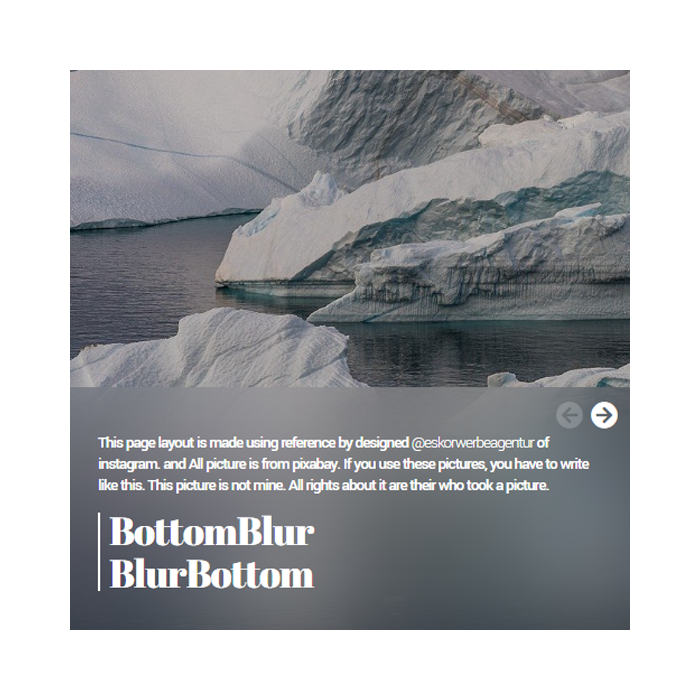 This page layout is made using reference by designed @eskorwerbeagentur of
instagram. and All picture is from pixabay. If you use these pictures, you have to write
like this. This picture is not mine. All rights about it are their who took a picture.
BottomBlur
BlurBottom